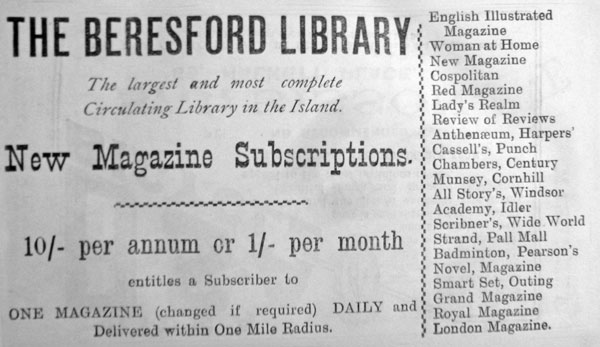 THE BERESFORD LIBRARY
The largest and most complete
Circulating Library in the Island.
New Magazine Subscriptions.
10/- per annum or 1/- per month
entitles a Subscriber to
ONE MAGAZINE (changed if required) DAILY and
Delivered within One Mile Radius.
English Illustrated
Magazine
Woman at Home
New Magazine
Cospolitan
Red Magazine
Lady's Realm
Review of Reviews
Anthenæum, Harpers'
Cassell's, Punch
Chambers, Century
Munsey, Cornhill
All Story's, Windsor
Academy, Idler
Scribner's, Wide World
Strand, Pall Mall
Badminton, Pearson's
Novel, Magazine
Smart Set, Outing
Grand Magazine
Royal Magazine
London Magazine.